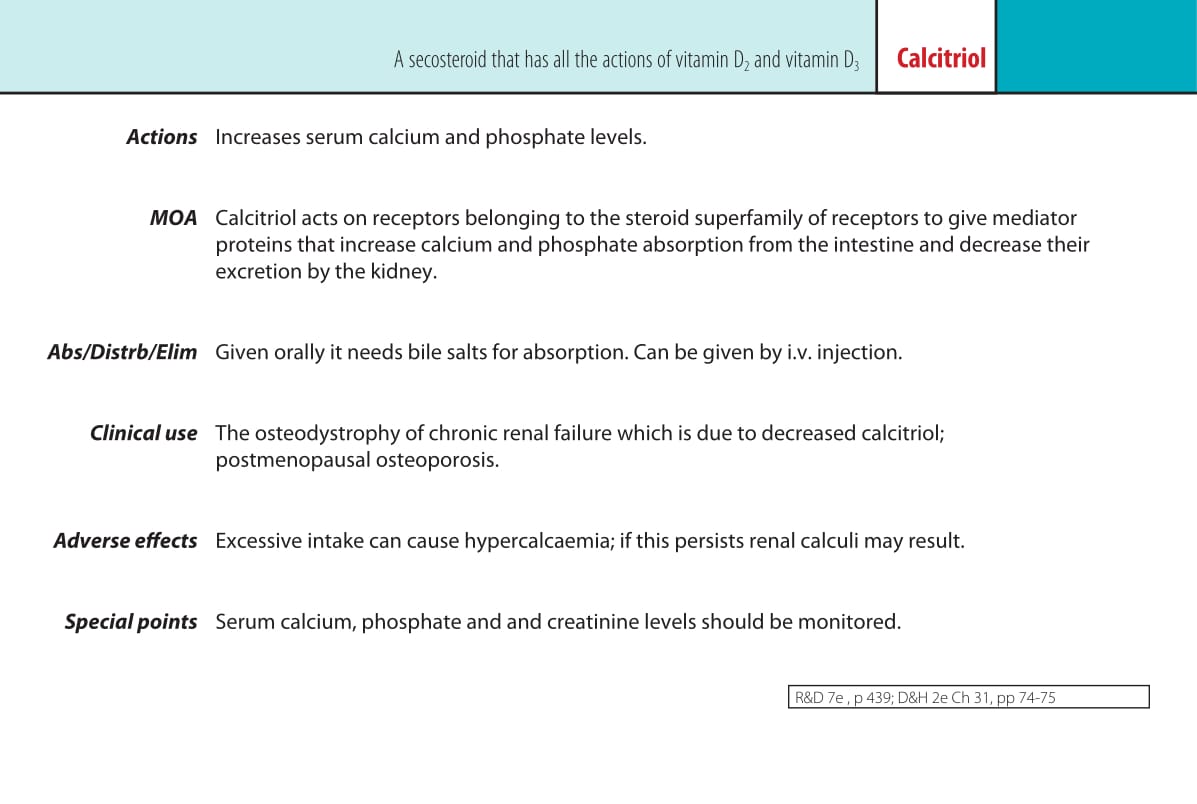 A secosteroid that has all the actions of vitamin D2 and vitamin D3 Calcitriol
Actions Increases serum calcium and phosphate levels.
MOA Calcitriol acts on receptors belonging to the steroid superfamily of receptors to give mediator
proteins that increase calcium and phosphate absorption from the intestine and decrease their
excretion by the kidney.
Abs/Distrb/Elim Given orally it needs bile salts for absorption. Can be given by i.v. injection.
Clinical use The osteodystrophy of chronic renal failure which is due to decreased calcitriol;
postmenopausal osteoporosis.
Adverse effects Excessive intake can cause hypercalcaemia; if this persists renal calculi may result.
Special points Serum calcium, phosphate and and creatinine levels should be monitored.
R&D 7e , p 439; D&H 2e Ch 31, pp 74-75